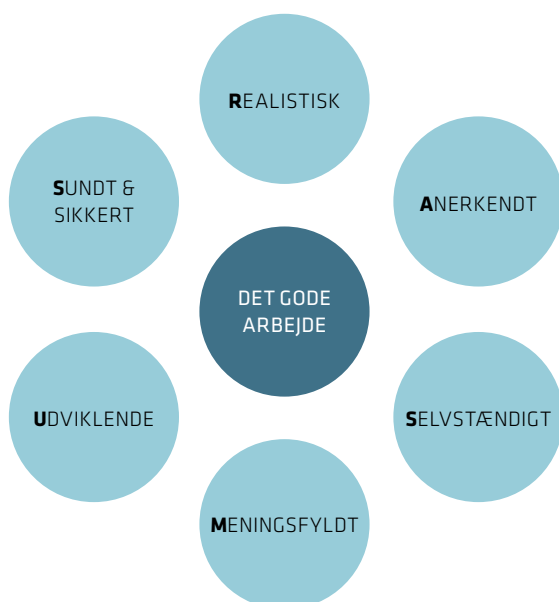 REALISTISK
SUNDT &
SIKKERT
ANERKENDT
DET GODE
ARBEJDE
UDVIKLENDE
SELVSTÆNDIGT
MENINGSFYLDT